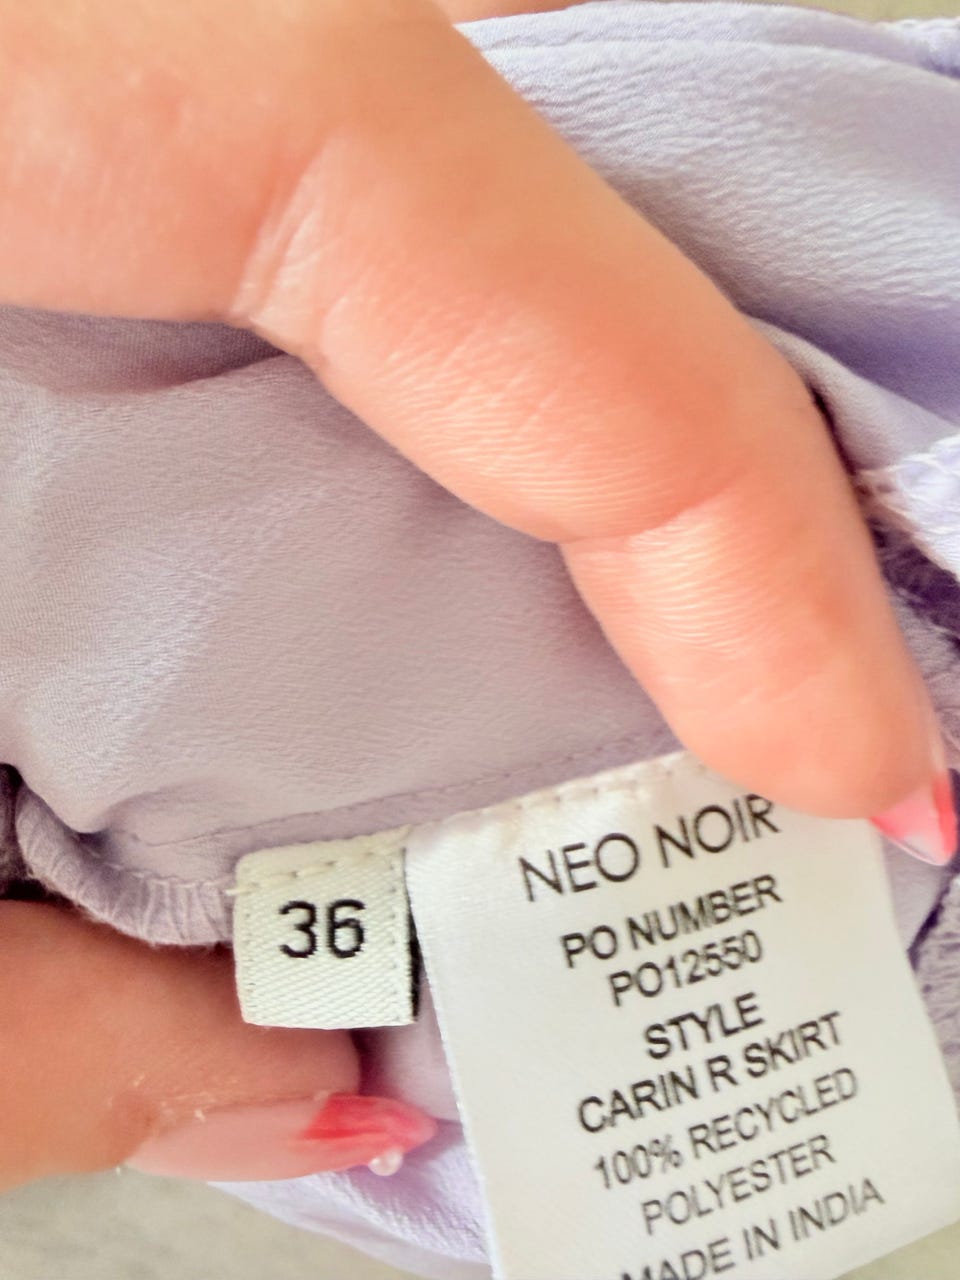 36
NEO NOIR
PO NUMBER
PO12550
STYLE
CARIN R SKIRT
100% RECYCLED
POLYESTER
MADE IN INDIA